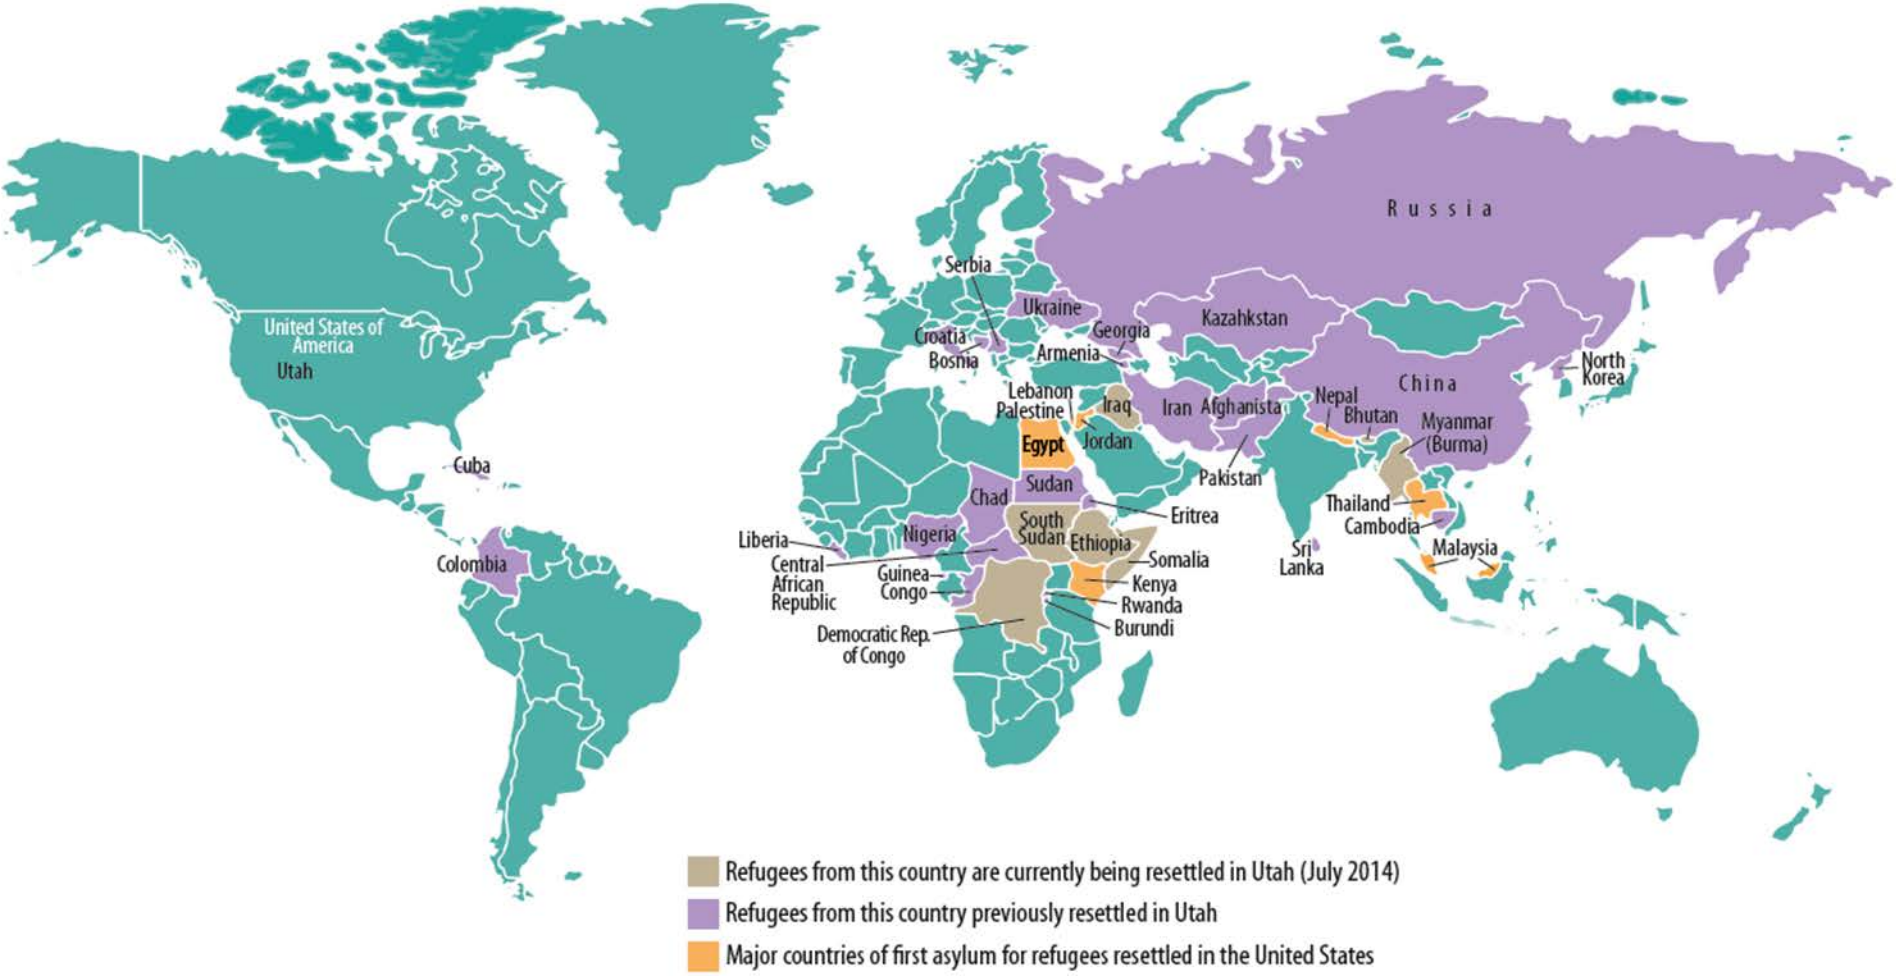 Russia
Serbia
Ukraine
Kazahkstan
United States of
America
Georgia
Croatia
Bosnia
Armenia
North
Korea
Utah
China
Lebanon
Palestine
Iraq
Iran
Afghanista
Nepal
Bhutan
Myanmar
(Burma)
Egypt
Jordan
Cuba
Pakistan
Sudan
Chad
Thailand
Eritrea
Cambodia
South
Sudan
Nigeria
Ethiopia
Liberia
Malaysia
Sri
Lanka
Colombia
Central
African
Republic
Somalia
Guinea
Congo
Kenya
Rwanda
Burundi
Democratic Rep.
of Congo
Refugees from this country are currently being resettled in Utah (July 2014)
Refugees from this country previously resettled in Utah
Major countries of first asylum for refugees resettled in the United States